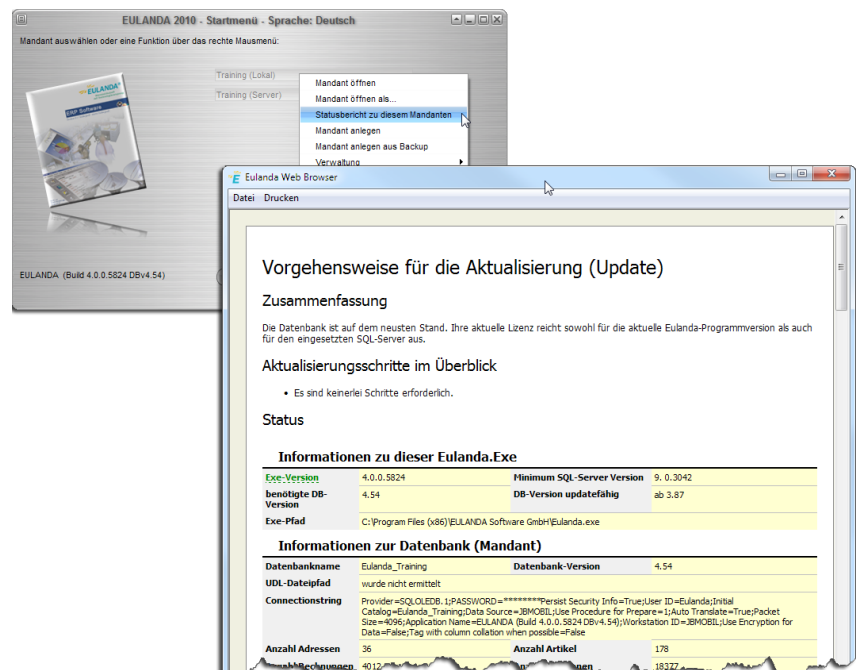 EULANDA 2010 - Startmenü - Sprache: Deutsch
Mandant auswählen oder eine Funktion über das rechte Mausmenü:
EULANDA
ERP Software
Training (Lokal)
Training (Server)
Mandant öffnen
Mandant öffnen als...
Statusbericht zu diesem Mandanten
Mandant anlegen
Mandant anlegen aus Backup
Verwaltung
EULANDA (Build 4.0.0.5824 DBv4.54)
Eulanda Web Browser
Datei Drucken
Vorgehensweise für die Aktualisierung (Update)
Zusammenfassung
Die Datenbank ist auf dem neusten Stand. Ihre aktuelle Lizenz reicht sowohl für die aktuelle Eulanda-Programmversion als auch
für den eingesetzten SQL-Server aus.
Aktualisierungsschritte im Überblick
• Es sind keinerlei Schritte erforderlich.
Status
Informationen zu dieser Eulanda.Exe
Exe-Version 4.0.0.5824 Minimum SQL-Server Version 9. 0.3042
benötigte DB-
Version 4.54 DB-Version updatefähig ab 3.87
Exe-Pfad C:\Program Files (x86)\EULANDA Software GmbH\Eulanda.exe
Informationen zur Datenbank (Mandant)
Datenbankname Eulanda_Training Datenbank-Version 4.54
UDL-Dateipfad wurde nicht ermittelt
Connectionstring Provider=SQLOLEDB.1;PASSWORD=********Persist Security Info=True;User ID=Eulanda;Initial
Catalog=Eulanda_Training;Data Source=JBMOBIL;Use Procedure for Prepare=1;Auto Translate=True;Packet
Size=4096;Application Name=EULANDA (Build 4.0.0.5824 DBv4.54);Workstation ID=JBMOBIL;Use Encryption for
Data=False;Tag with column collation when possible=False
Anzahl Adressen 36 Anzahl Artikel 178
4012 18377